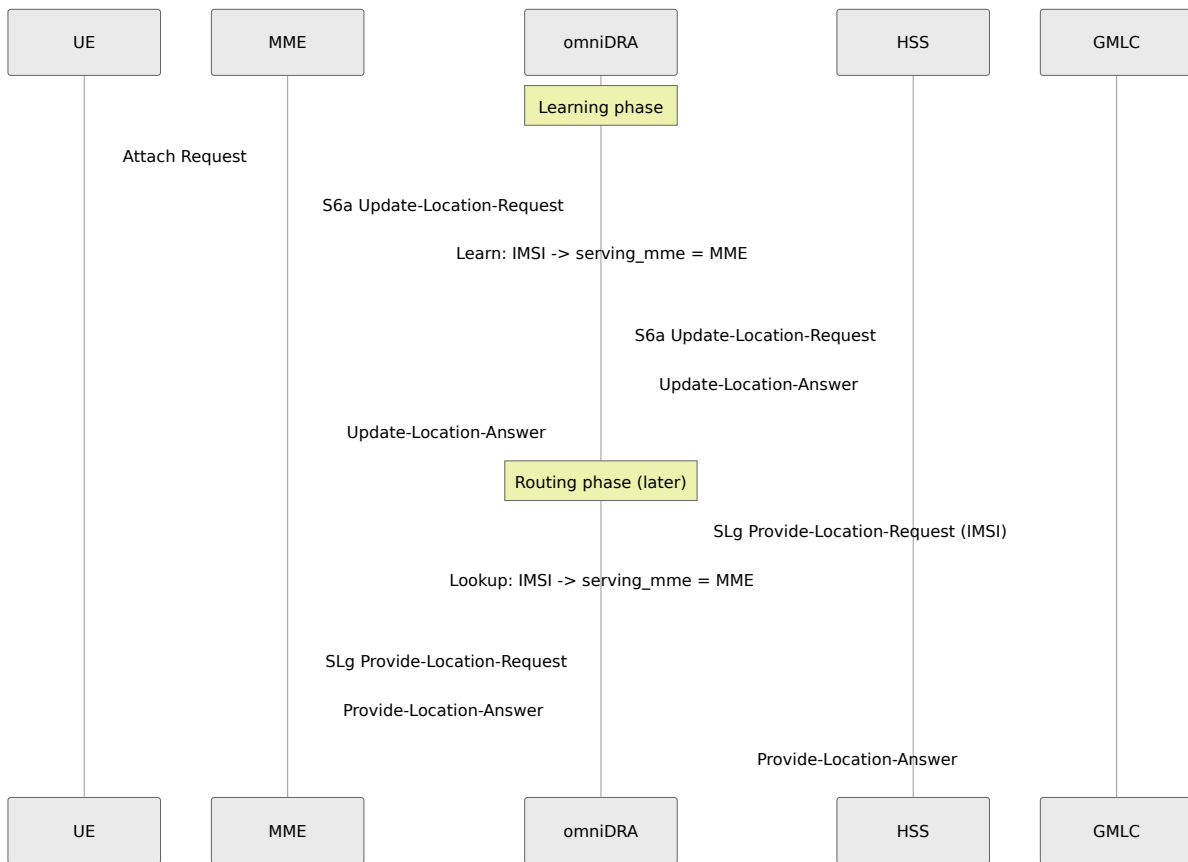 UE MME omniDRA HSS GMLC
Learning phase
Attach Request
S6a Update-Location-Request
Learn: IMSI -> serving_mme = MME
S6a Update-Location-Request
Update-Location-Answer
Update-Location-Answer
Routing phase (later)
SLg Provide-Location-Request (IMSI)
Lookup: IMSI -> serving_mme = MME
SLg Provide-Location-Request
Provide-Location-Answer
Provide-Location-Answer
UE MME omniDRA HSS GMLC